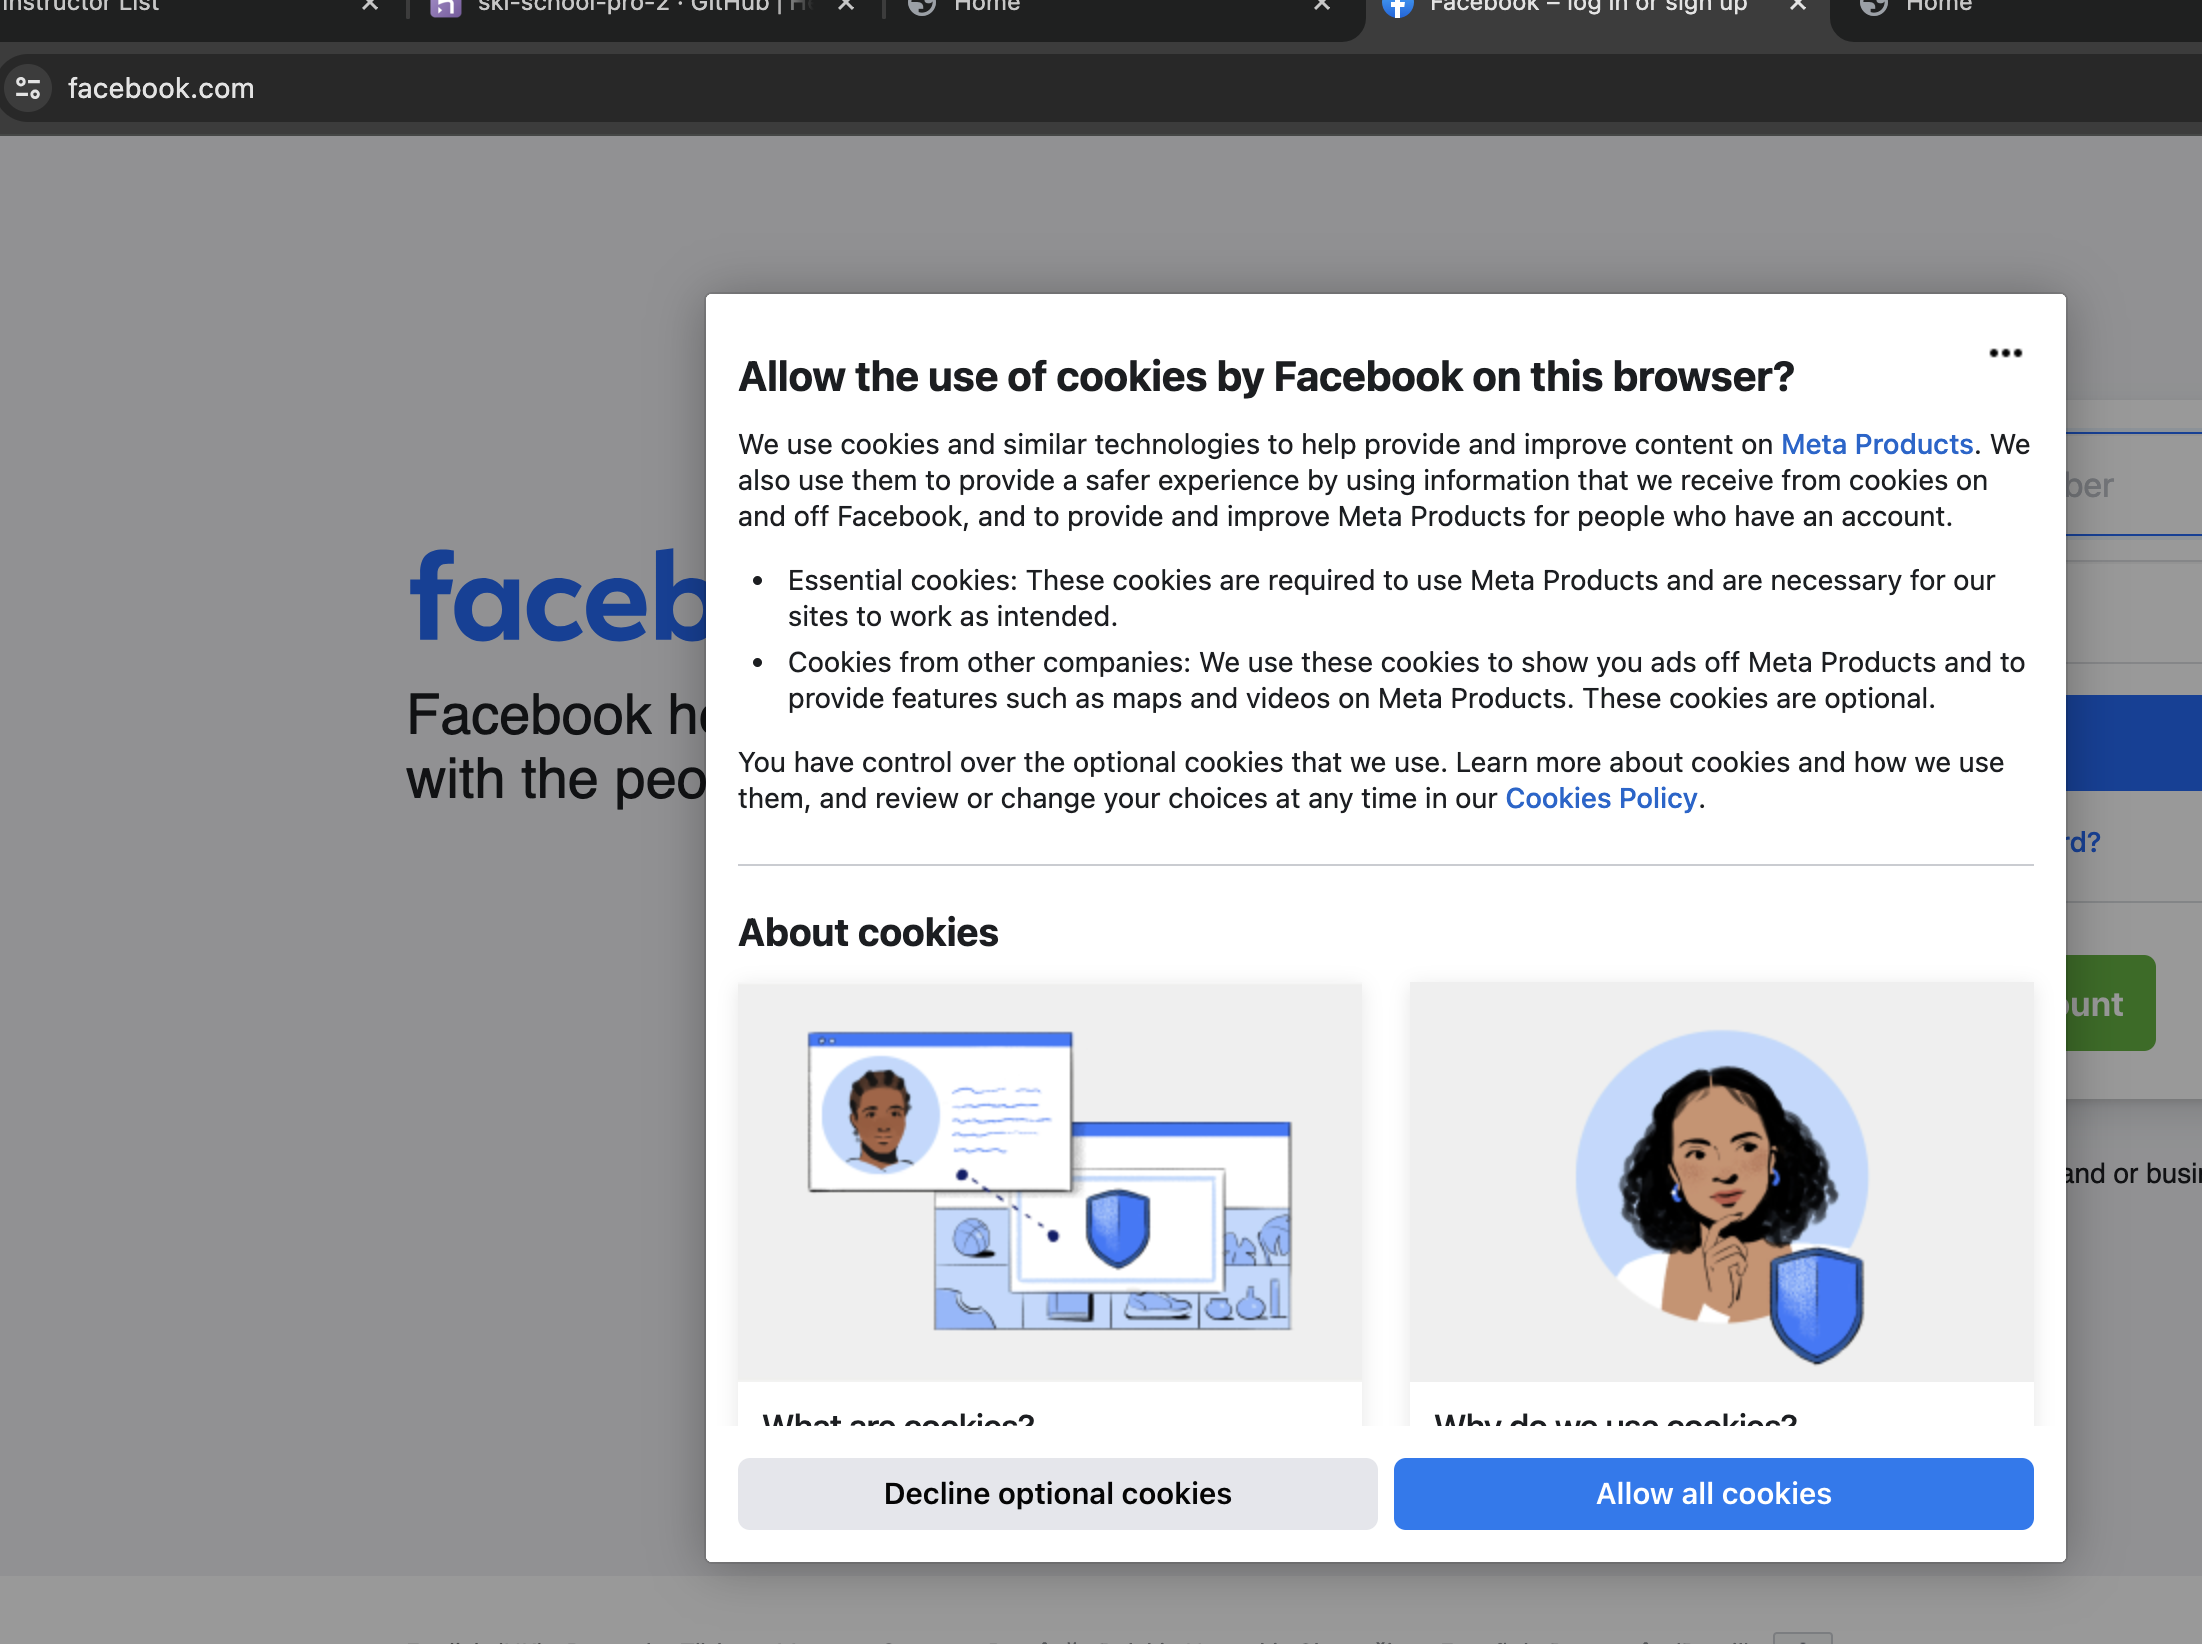 Instructor List
ski-school-pro-2 · GitHub | He
Home
Facebook – log in or sign up
Home
facebook.com
Allow the use of cookies by Facebook on this browser?
We use cookies and similar technologies to help provide and improve content on Meta Products. We
also use them to provide a safer experience by using information that we receive from cookies on
and off Facebook, and to provide and improve Meta Products for people who have an account.
• Essential cookies: These cookies are required to use Meta Products and are necessary for our
sites to work as intended.
• Cookies from other companies: We use these cookies to show you ads off Meta Products and to
provide features such as maps and videos on Meta Products. These cookies are optional.
You have control over the optional cookies that we use. Learn more about cookies and how we use
them, and review or change your choices at any time in our Cookies Policy.
About cookies
What are cookies?
Why do we use cookies?
Decline optional cookies
Allow all cookies
faceb
Facebook he
with the peo
ber
rd?
ount
and or busi